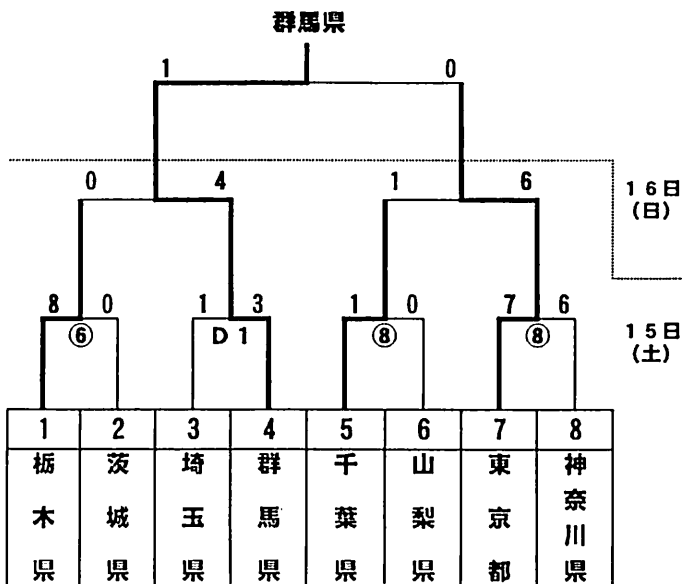 群馬県
1 0
0 4 1 6
16日
(日)
8 0 1 3 1 0 7 6
⑥ D1 ⑧ ⑧
15日
(土)
1 2 3 4 5 6 7 8
栃木県 茨城県 埼玉県 群馬県 千葉県 山梨県 東京都 神奈川県